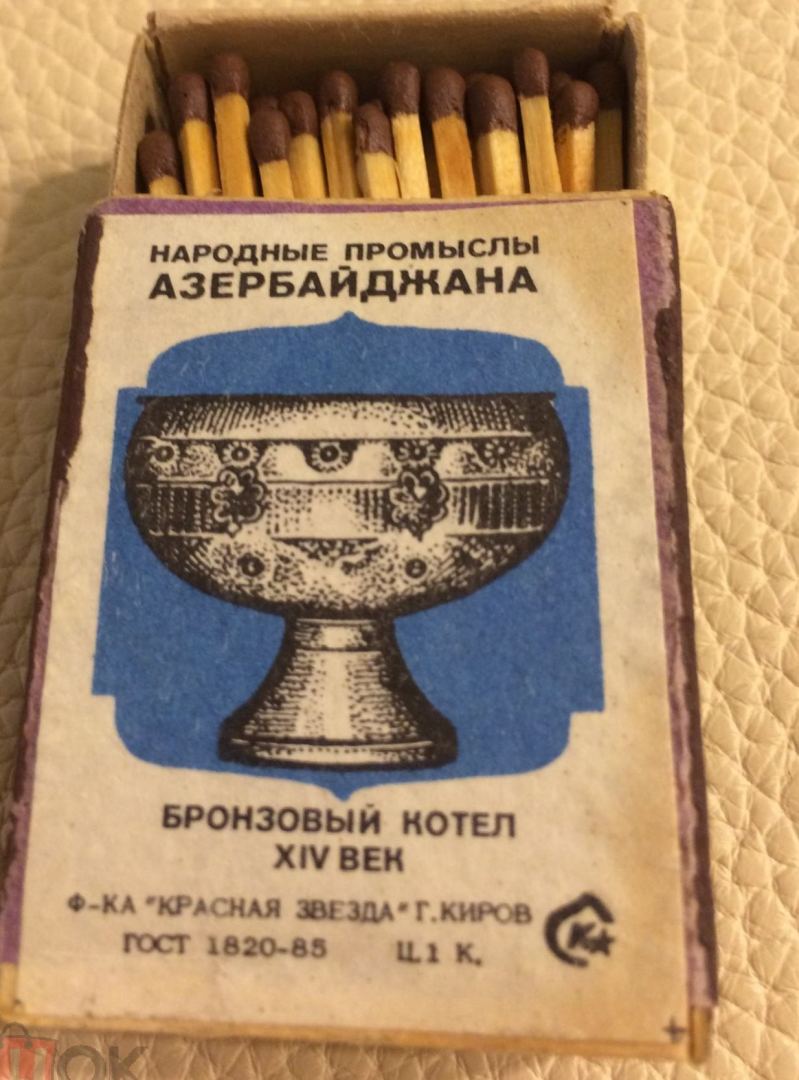 НАРОДНЫЕ ПРОМЫСЛЫ
АЗЕРБАЙДЖАНА
БРОНЗОВЫЙ КОТЕЛ
XIV ВЕК
Ф-КА "КРАСНАЯ ЗВЕЗДА" Г.КИРОВ
ГОСТ 1820-85 Ц.1 К.